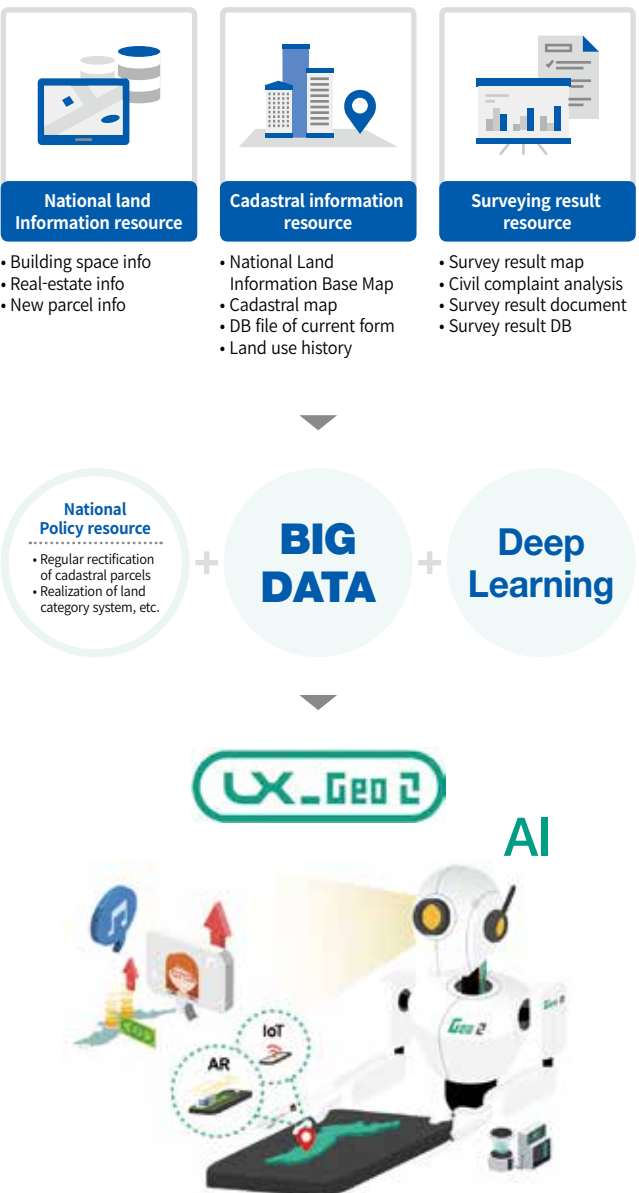 National land
Information resource
• Building space info
• Real-estate info
• New parcel info
Cadastral information
resource
• National Land
Information Base Map
• Cadastral map
• DB file of current form
• Land use history
Surveying result
resource
• Survey result map
• Civil complaint analysis
• Survey result document
• Survey result DB
National
Policy resource
• Regular rectification
of cadastral parcels
• Realization of land
category system, etc.
+
BIG
DATA
+
Deep
Learning
LX_Geo 2
AI
IoT
AR
Geo 2
Geo 2